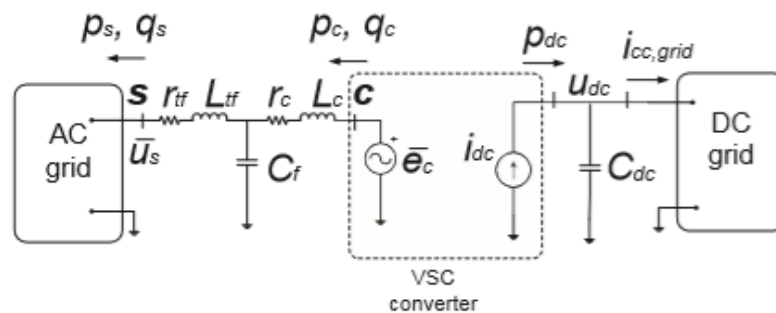 ps, qs
pc, qc
pdc
icc,grid
s
rtf
Ltf
rc
Lc
c
udc
AC
grid
ūs
Cf
ēc
idc
Cdc
DC
grid
VSC
converter